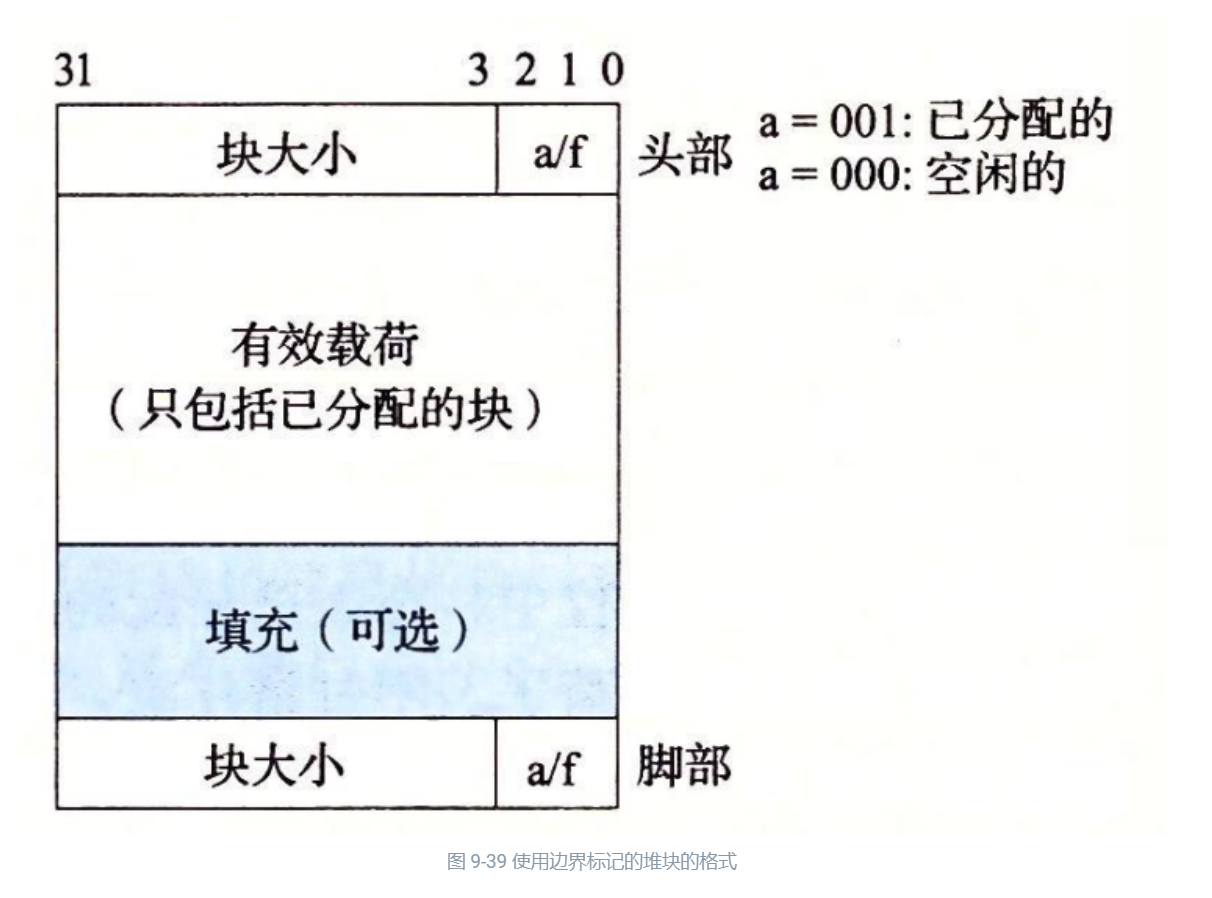 31 3 2 1 0
块大小 a/f 头部
a = 001: 已分配的
a = 000: 空闲的
有效载荷
（只包括已分配的块）
填充（可选）
块大小 a/f 脚部
图 9-39 使用边界标记的堆块的格式